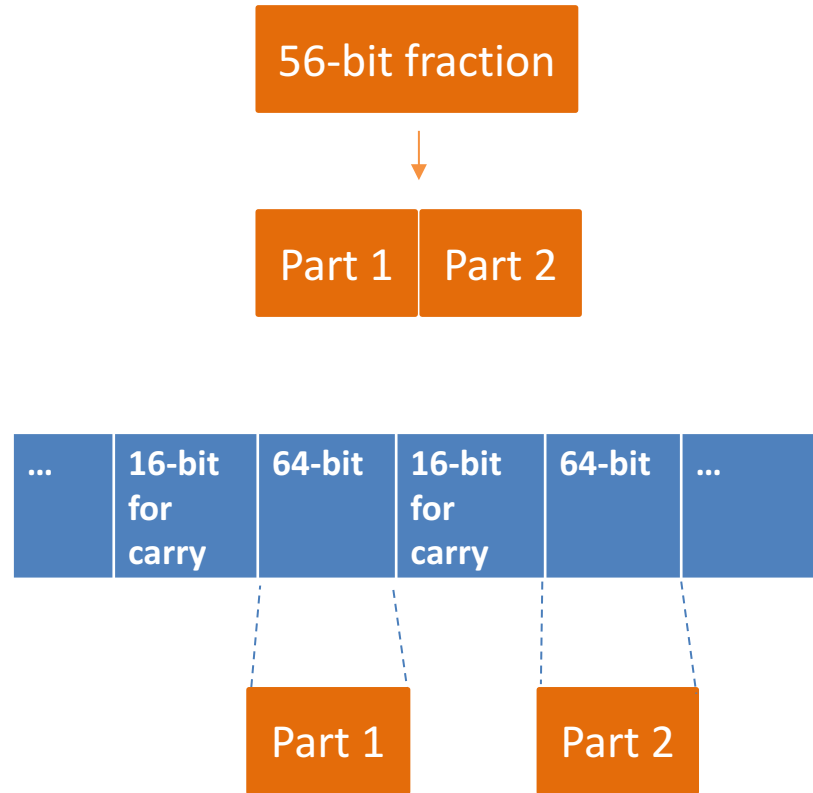 56-bit fraction
Part 1
Part 2
…
16-bit
for
carry
64-bit
16-bit
for
carry
64-bit
…
Part 1
Part 2